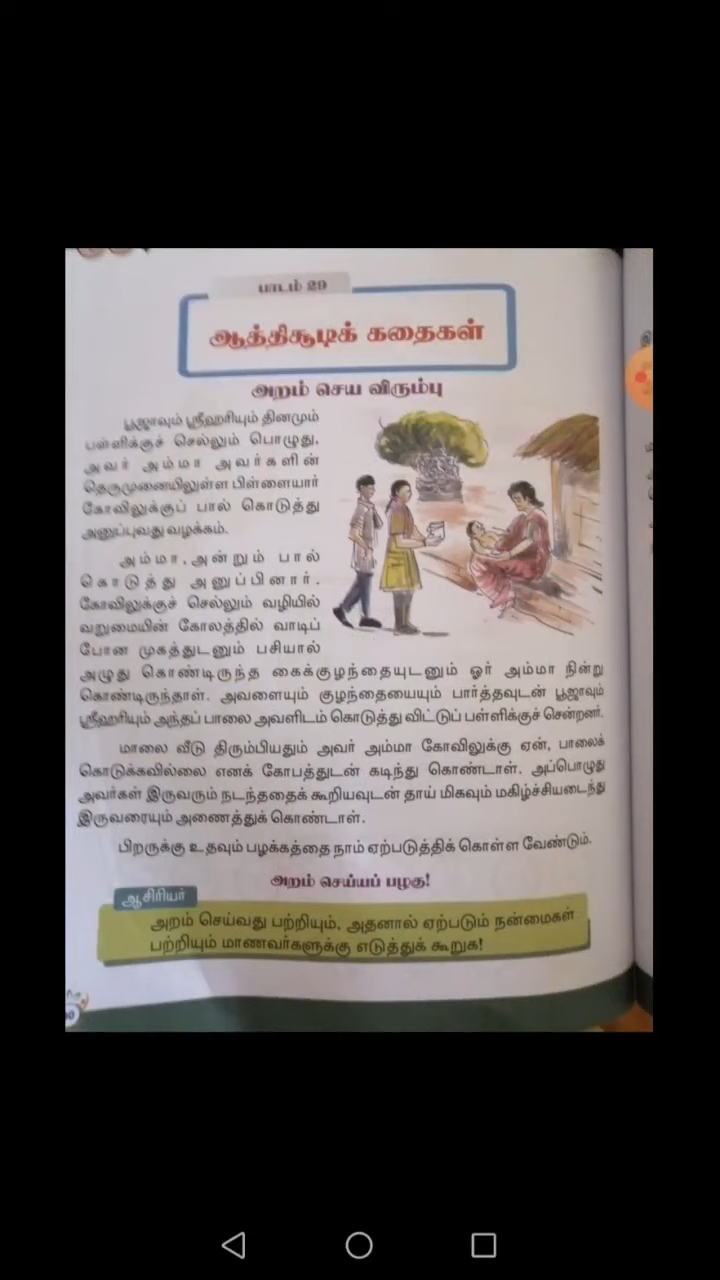 பாடம் 29
ஆத்திசூடிக் கதைகள்
அறம் செய விரும்பு
பூஜாவும் ஸ்ரீஹரியும் தினமும்
பள்ளிக்குச் செல்லும் பொழுது,
அவர் அம்மா அவர்களின்
தெருமுனையிலுள்ள பிள்ளையார்
கோவிலுக்குப் பால் கொடுத்து
அனுப்புவது வழக்கம்.
அம்மா, அன்றும் பால்
கொடுத்து அனுப்பினார்.
கோவிலுக்குச் செல்லும் வழியில்
வறுமையின் கோலத்தில் வாடிப்
போன முகத்துடனும் பசியால்
அழுது கொண்டிருந்த கைக்குழந்தையுடனும் ஓர் அம்மா நின்று
கொண்டிருந்தாள். அவளையும் குழந்தையையும் பார்த்தவுடன் பூஜாவும்
ஸ்ரீஹரியும் அந்தப் பாலை அவளிடம் கொடுத்து விட்டுப் பள்ளிக்குச் சென்றனர்.
மாலை வீடு திரும்பியதும் அவர் அம்மா கோவிலுக்கு ஏன், பாலைக்
கொடுக்கவில்லை எனக் கோபத்துடன் கடிந்து கொண்டாள். அப்பொழுது
அவர்கள் இருவரும் நடந்ததைக் கூறியவுடன் தாய் மிகவும் மகிழ்ச்சியடைந்து
இருவரையும் அணைத்துக் கொண்டாள்.
பிறருக்கு உதவும் பழக்கத்தை நாம் ஏற்படுத்திக் கொள்ள வேண்டும்.
அறம் செய்யப் பழகு!
ஆசிரியர்
அறம் செய்வது பற்றியும், அதனால் ஏற்படும் நன்மைகள்
பற்றியும் மாணவர்களுக்கு எடுத்துக் கூறுக!